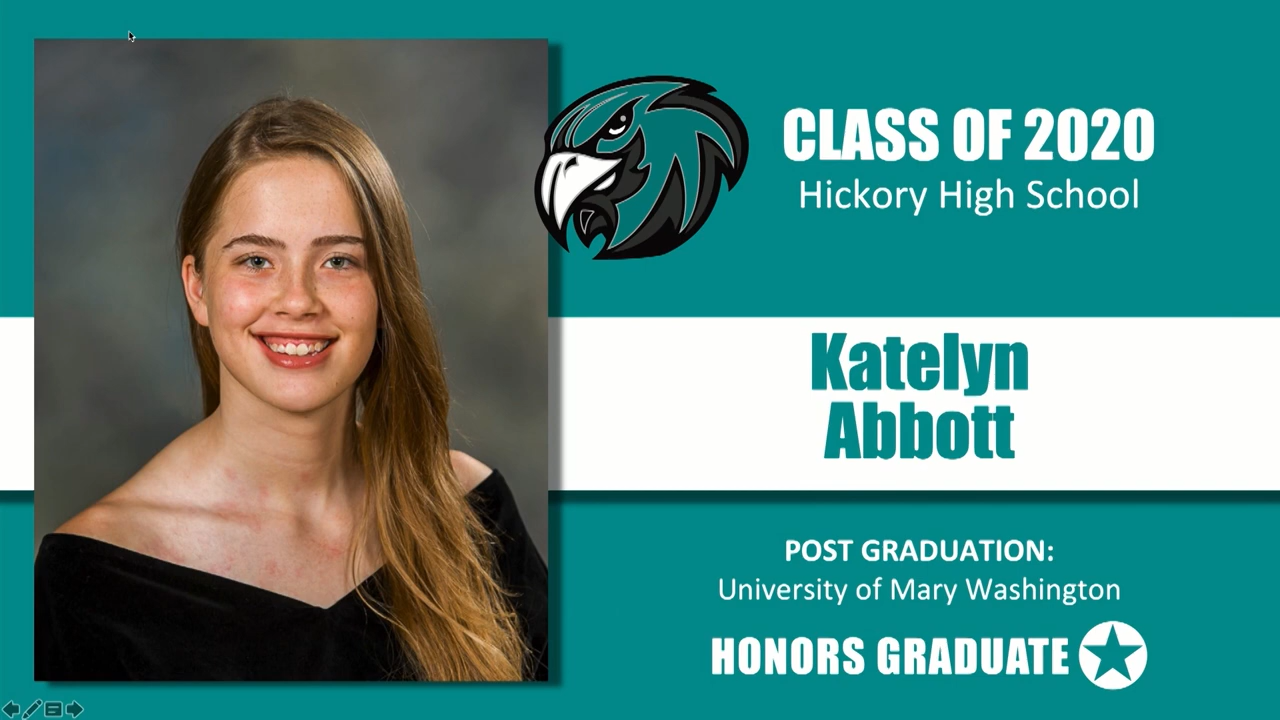 CLASS OF 2020
Hickory High School
Katelyn
Abbott
POST GRADUATION:
University of Mary Washington
HONORS GRADUATE